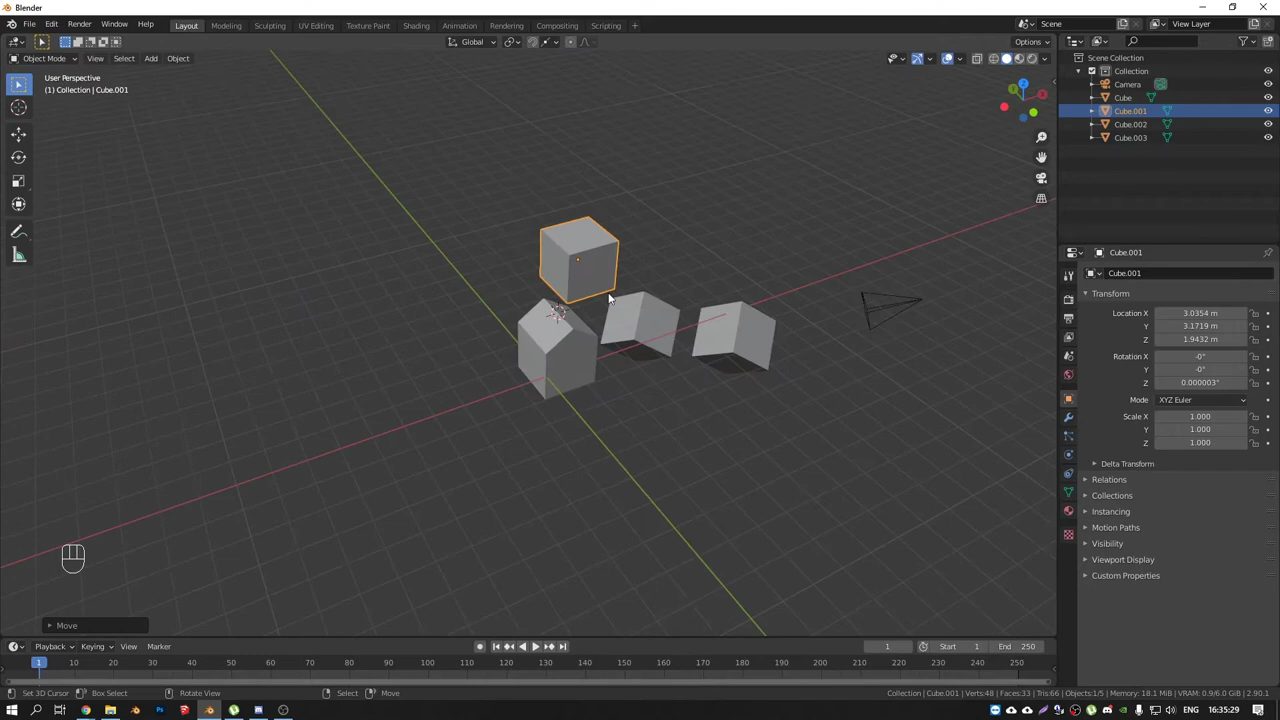 Blender
File Edit Render Window Help Layout Modeling Sculpting UV Editing Texture Paint Shading Animation Rendering Compositing Scripting + Scene View Layer
Global Options
Object Mode View Select Add Object
User Perspective
(1) Collection | Cube.001
Scene Collection
Collection
Camera
Cube
Cube.001
Cube.002
Cube.003
Cube.001
Cube.001
Transform
Location X 3.0354 m
Y 3.1719 m
Z 1.9432 m
Rotation X -0°
Y -0°
Z 0.000003°
Mode XYZ Euler
Scale X 1.000
Y 1.000
Z 1.000
Delta Transform
Relations
Collections
Instancing
Motion Paths
Visibility
Viewport Display
Custom Properties
Move
Playback Keying View Marker 1 Start 1 End 250
1 10 20 30 40 50 60 70 80 90 100 110 120 130 140 150 160 170 180 190 200 210 220 230 240 250
Set 3D Cursor Box Select Rotate View Select Move Collection | Cube.001 | Verts:48 | Faces:33 | Tris:66 | Objects:1/5 | Memory: 18.1 MiB | VRAM: 0.9/6.0 GiB | 2.90.1
ENG 16:35:29